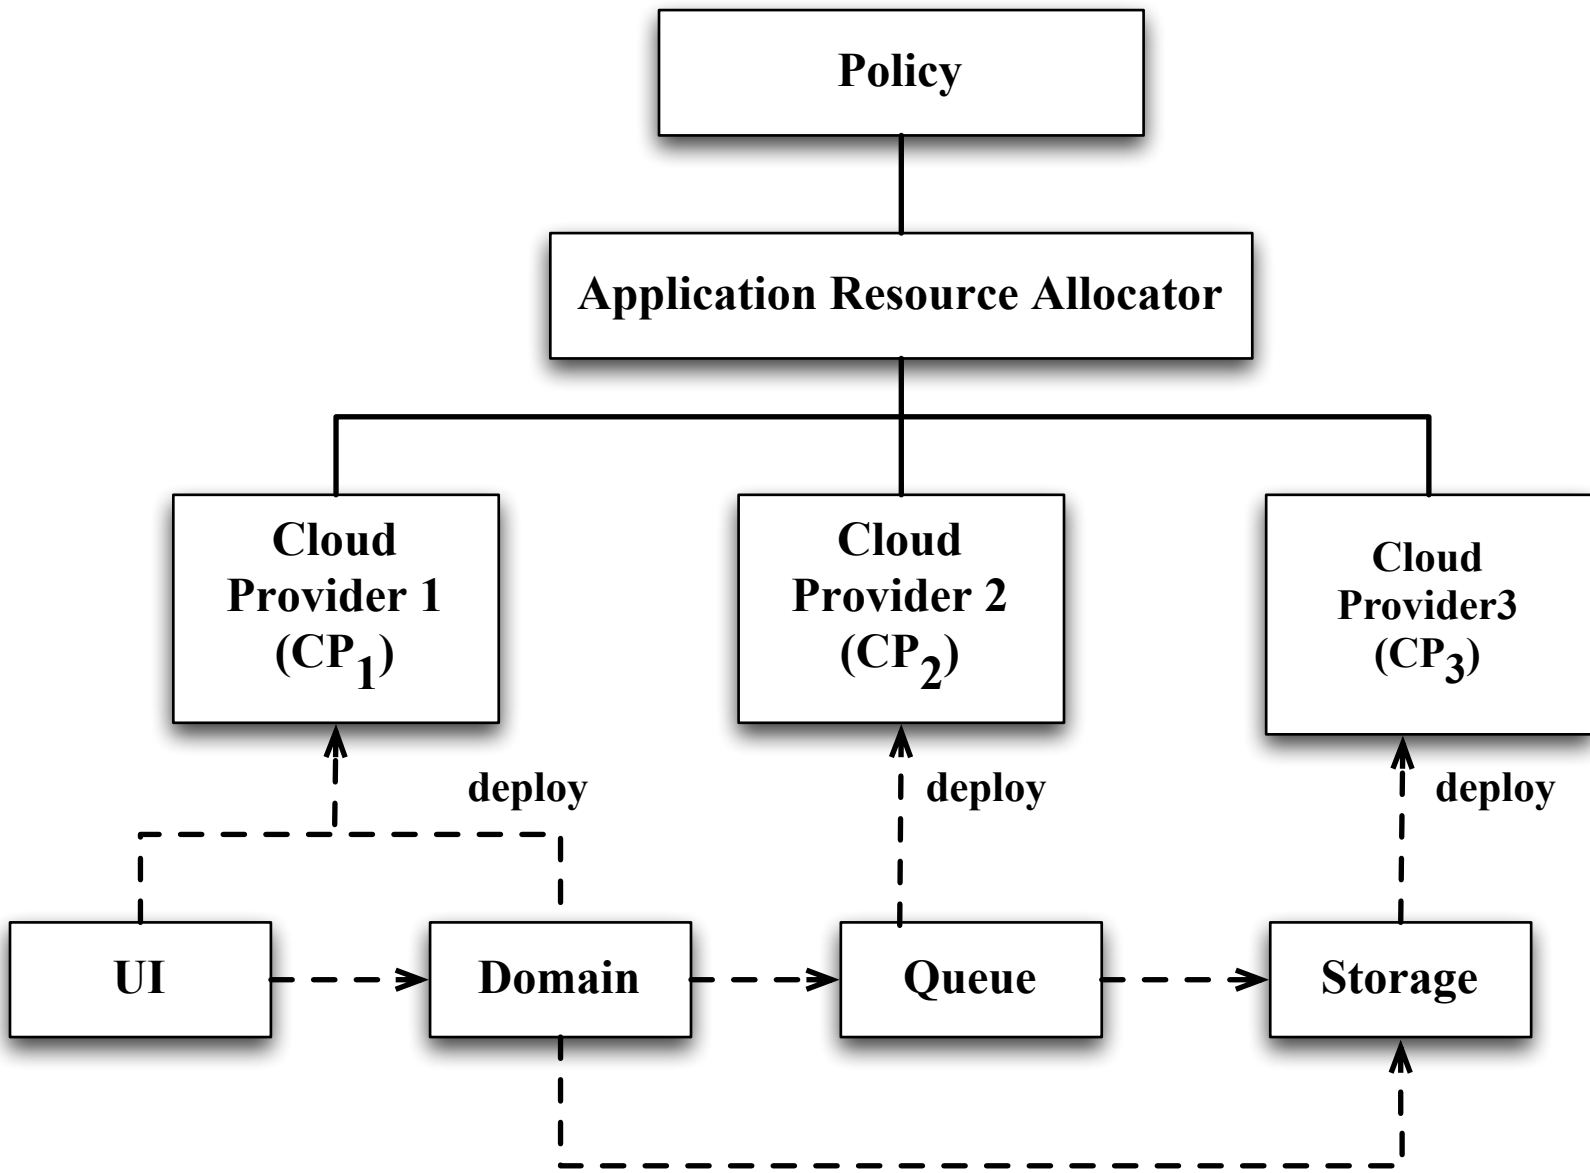 Policy
Application Resource Allocator
Cloud
Provider 1
(CP1)
Cloud
Provider 2
(CP2)
Cloud
Provider3
(CP3)
deploy
deploy
deploy
UI
Domain
Queue
Storage